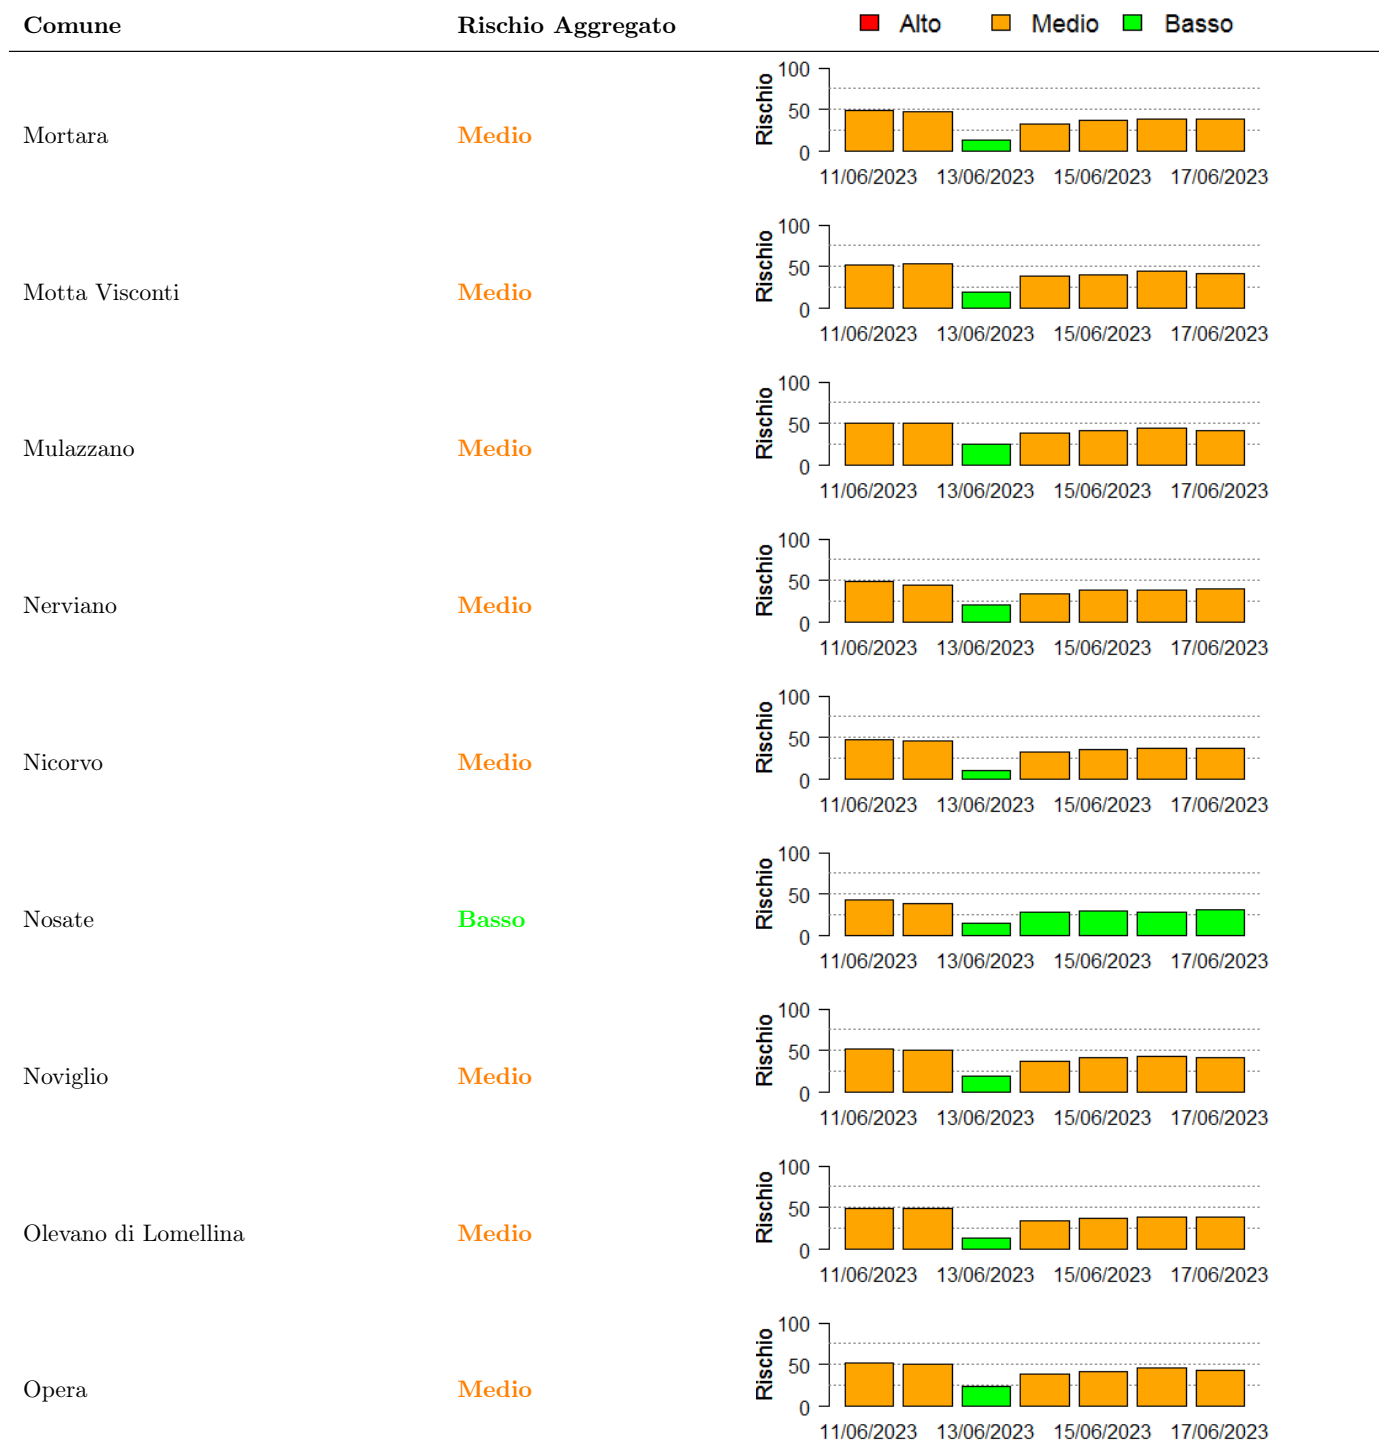 Comune Rischio Aggregato Alto Medio Basso
Mortara Medio Rischio 100 50 0
11/06/2023 13/06/2023 15/06/2023 17/06/2023
Motta Visconti Medio Rischio 100 50 0
11/06/2023 13/06/2023 15/06/2023 17/06/2023
Mulazzano Medio Rischio 100 50 0
11/06/2023 13/06/2023 15/06/2023 17/06/2023
Nerviano Medio Rischio 100 50 0
11/06/2023 13/06/2023 15/06/2023 17/06/2023
Nicorvo Medio Rischio 100 50 0
11/06/2023 13/06/2023 15/06/2023 17/06/2023
Nosate Basso Rischio 100 50 0
11/06/2023 13/06/2023 15/06/2023 17/06/2023
Noviglio Medio Rischio 100 50 0
11/06/2023 13/06/2023 15/06/2023 17/06/2023
Olevano di Lomellina Medio Rischio 100 50 0
11/06/2023 13/06/2023 15/06/2023 17/06/2023
Opera Medio Rischio 100 50 0
11/06/2023 13/06/2023 15/06/2023 17/06/2023